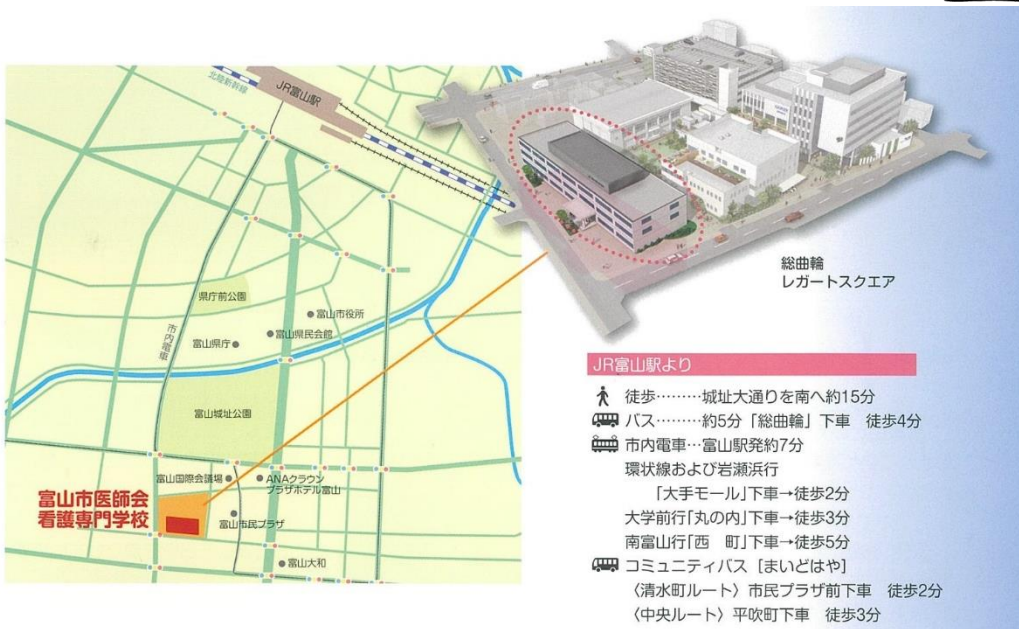 北陸新幹線
JR富山駅
県庁前公園
市内電車
富山市役所
富山県民会館
富山県庁
富山城址公園
富山国際会議場
ANAクラウン
プラザホテル富山
富山市医師会
看護専門学校
富山市民プラザ
富山大和
総曲輪
レガートスクエア
JR富山駅より
徒歩………城址大通りを南へ約15分
バス………約5分「総曲輪」下車 徒歩4分
市内電車…富山駅発約7分
環状線および岩瀬浜行
「大手モール」下車→徒歩2分
大学前行「丸の内」下車→徒歩3分
南富山行「西 町」下車→徒歩5分
コミュニティバス [まいどはや]
〈清水町ルート〉市民プラザ前下車 徒歩2分
〈中央ルート〉平吹町下車 徒歩3分